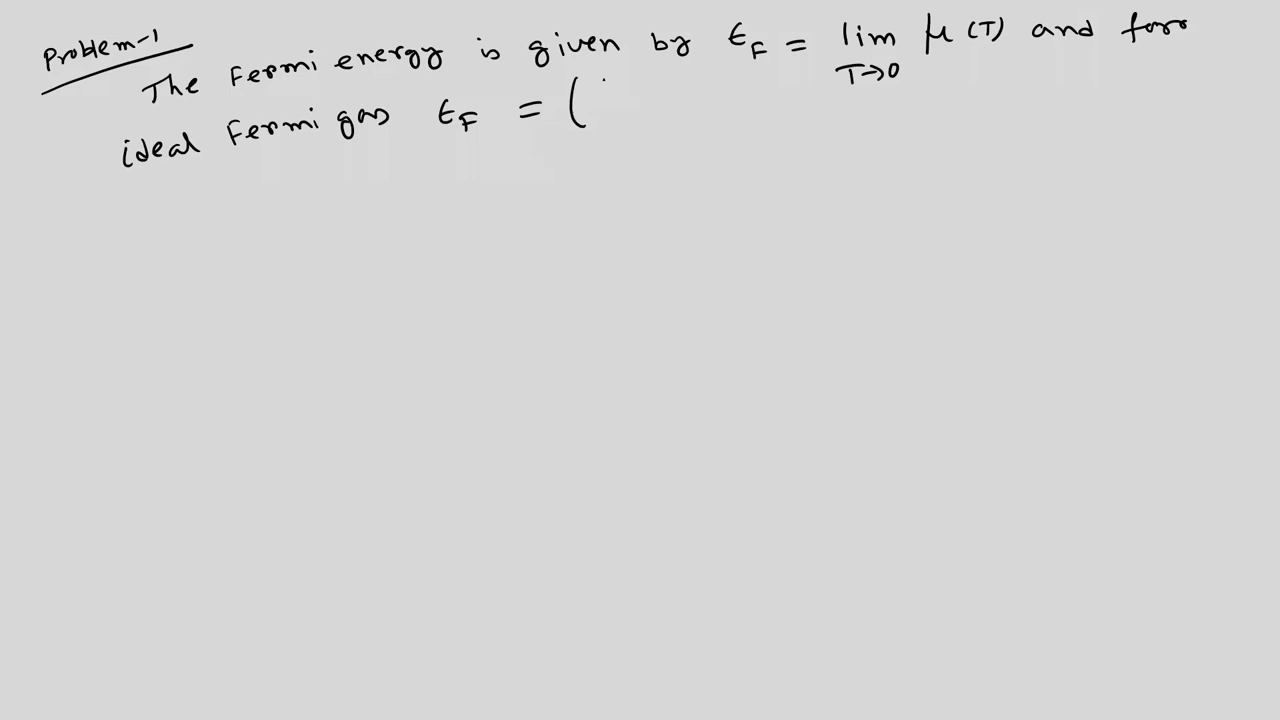 Problem-1
The Fermi energy is given by ϵ_F = lim_{T→0} μ(T) and for
ideal Fermi gas ϵ_F = (